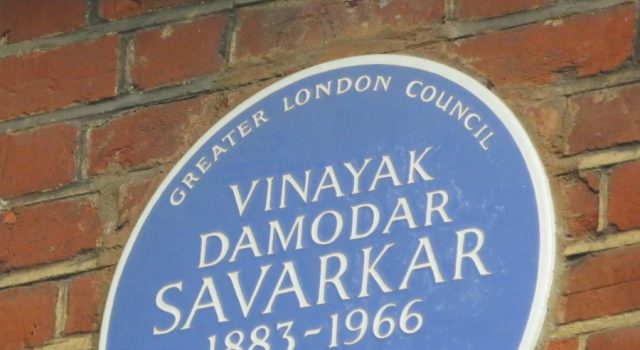 GREATER LONDON COUNCIL
VINAYAK
DAMODAR
SAVARKAR
1883~1966